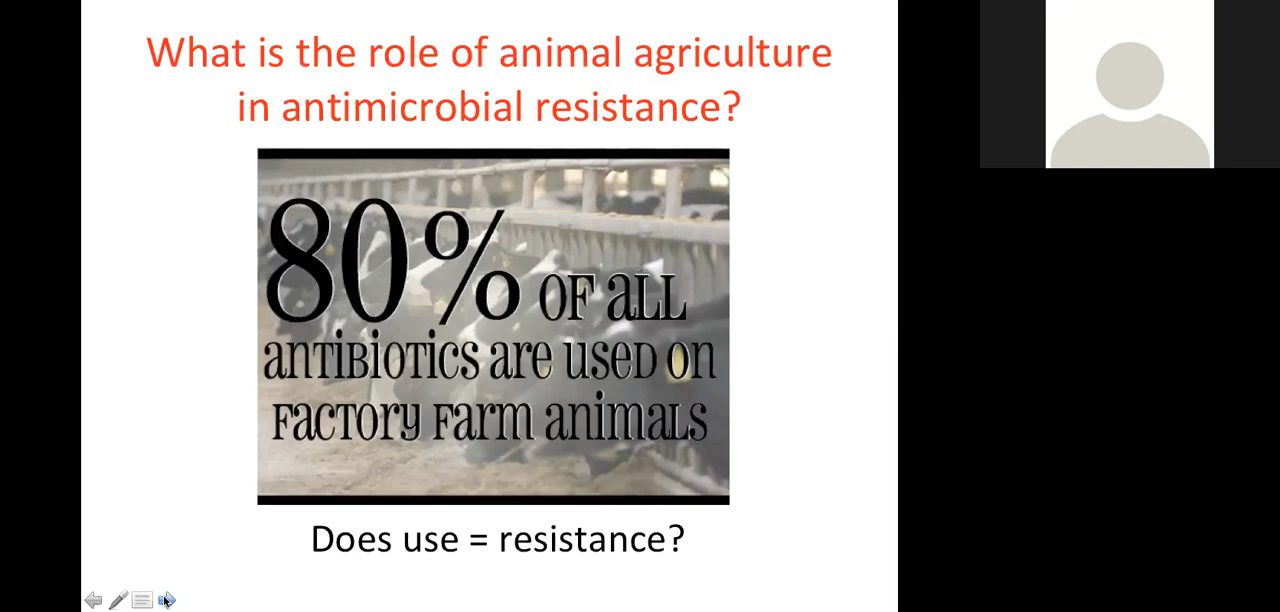 What is the role of animal agriculture
in antimicrobial resistance?
80% OF aLL
anTiBiOTics are useD On
Factory Farm animaLs
Does use = resistance?